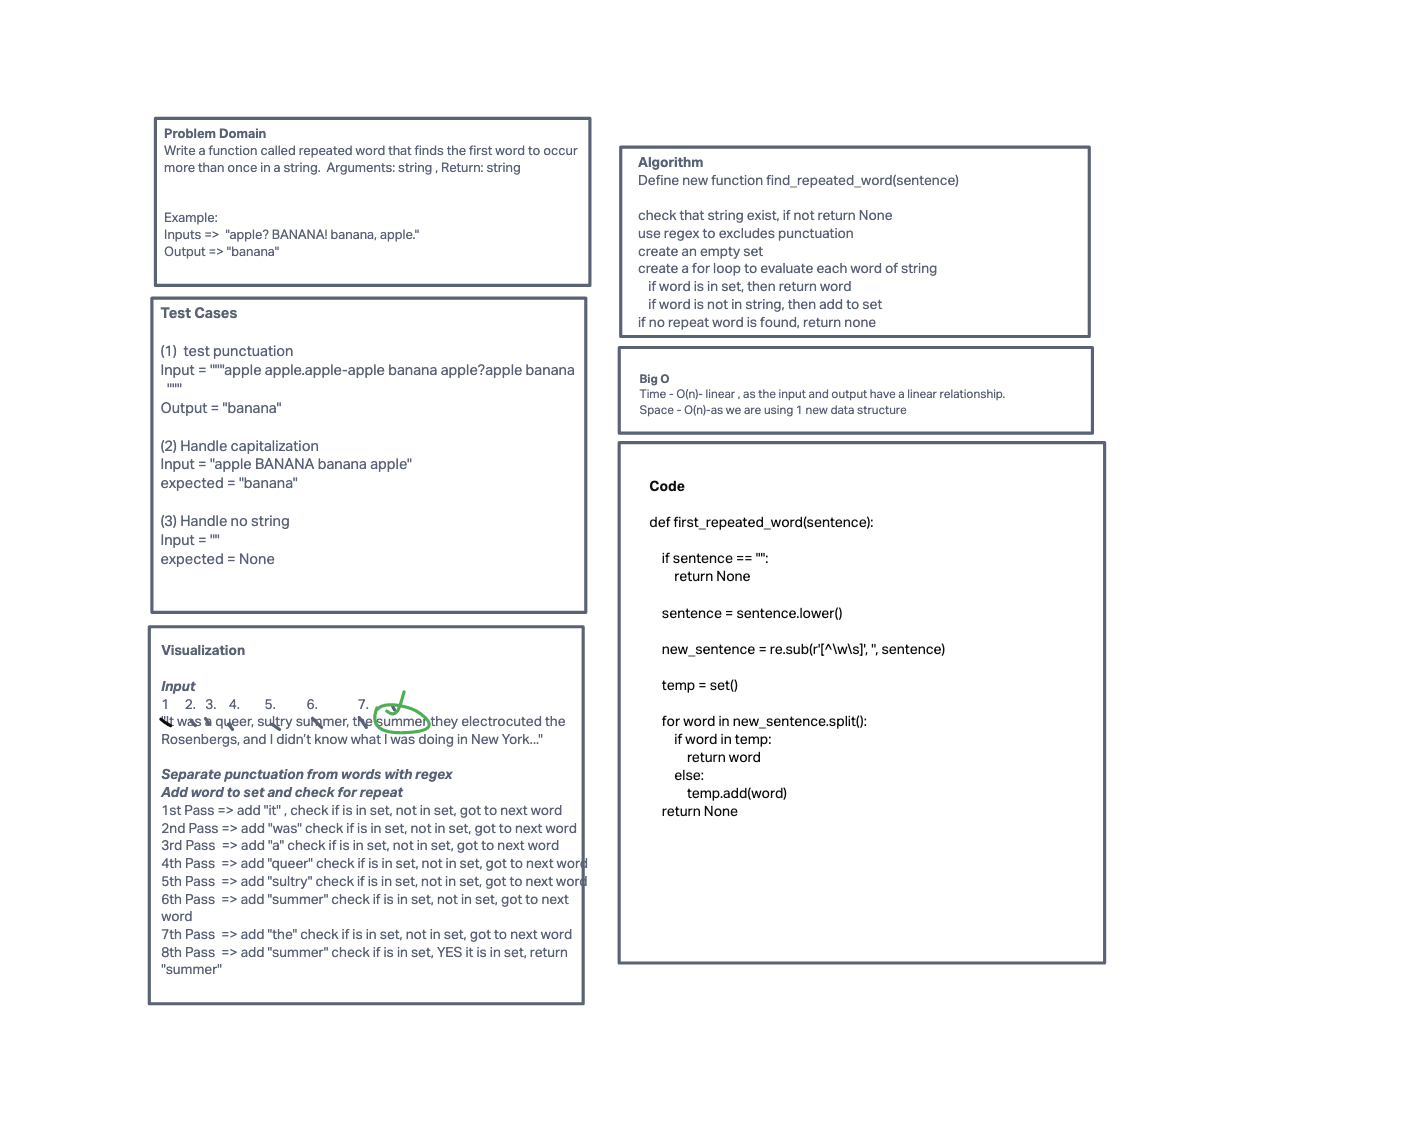 Problem Domain
Write a function called repeated word that finds the first word to occur
more than once in a string.  Arguments: string , Return: string
Example:
Inputs =>  "apple? BANANA! banana, apple."
Output => "banana"
Test Cases
(1)  test punctuation
Input = """"apple apple.apple-apple banana apple?apple banana
""""
Output = "banana"
(2) Handle capitalization
Input = "apple BANANA banana apple"
expected = "banana"
(3) Handle no string
Input = ""
expected = None
Visualization
Input
1 2. 3. 4. 5. 6. 7.
"It was a queer, sultry summer, the summer they electrocuted the
Rosenbergs, and I didn't know what I was doing in New York..."
Separate punctuation from words with regex
Add word to set and check for repeat
1st Pass => add "it" , check if is in set, not in set, got to next word
2nd Pass => add "was" check if is in set, not in set, got to next word
3rd Pass  => add "a" check if is in set, not in set, got to next word
4th Pass  => add "queer" check if is in set, not in set, got to next word
5th Pass  => add "sultry" check if is in set, not in set, got to next word
6th Pass  => add "summer" check if is in set, not in set, got to next
word
7th Pass  => add "the" check if is in set, not in set, got to next word
8th Pass  => add "summer" check if is in set, YES it is in set, return
"summer"
Algorithm
Define new function find_repeated_word(sentence)
check that string exist, if not return None
use regex to excludes punctuation
create an empty set
create a for loop to evaluate each word of string
if word is in set, then return word
if word is not in string, then add to set
if no repeat word is found, return none
Big O
Time - O(n)- linear , as the input and output have a linear relationship.
Space - O(n)-as we are using 1 new data structure
Code
def first_repeated_word(sentence):
if sentence == "":
return None
sentence = sentence.lower()
new_sentence = re.sub(r'[^\w\s]', '', sentence)
temp = set()
for word in new_sentence.split():
if word in temp:
return word
else:
temp.add(word)
return None